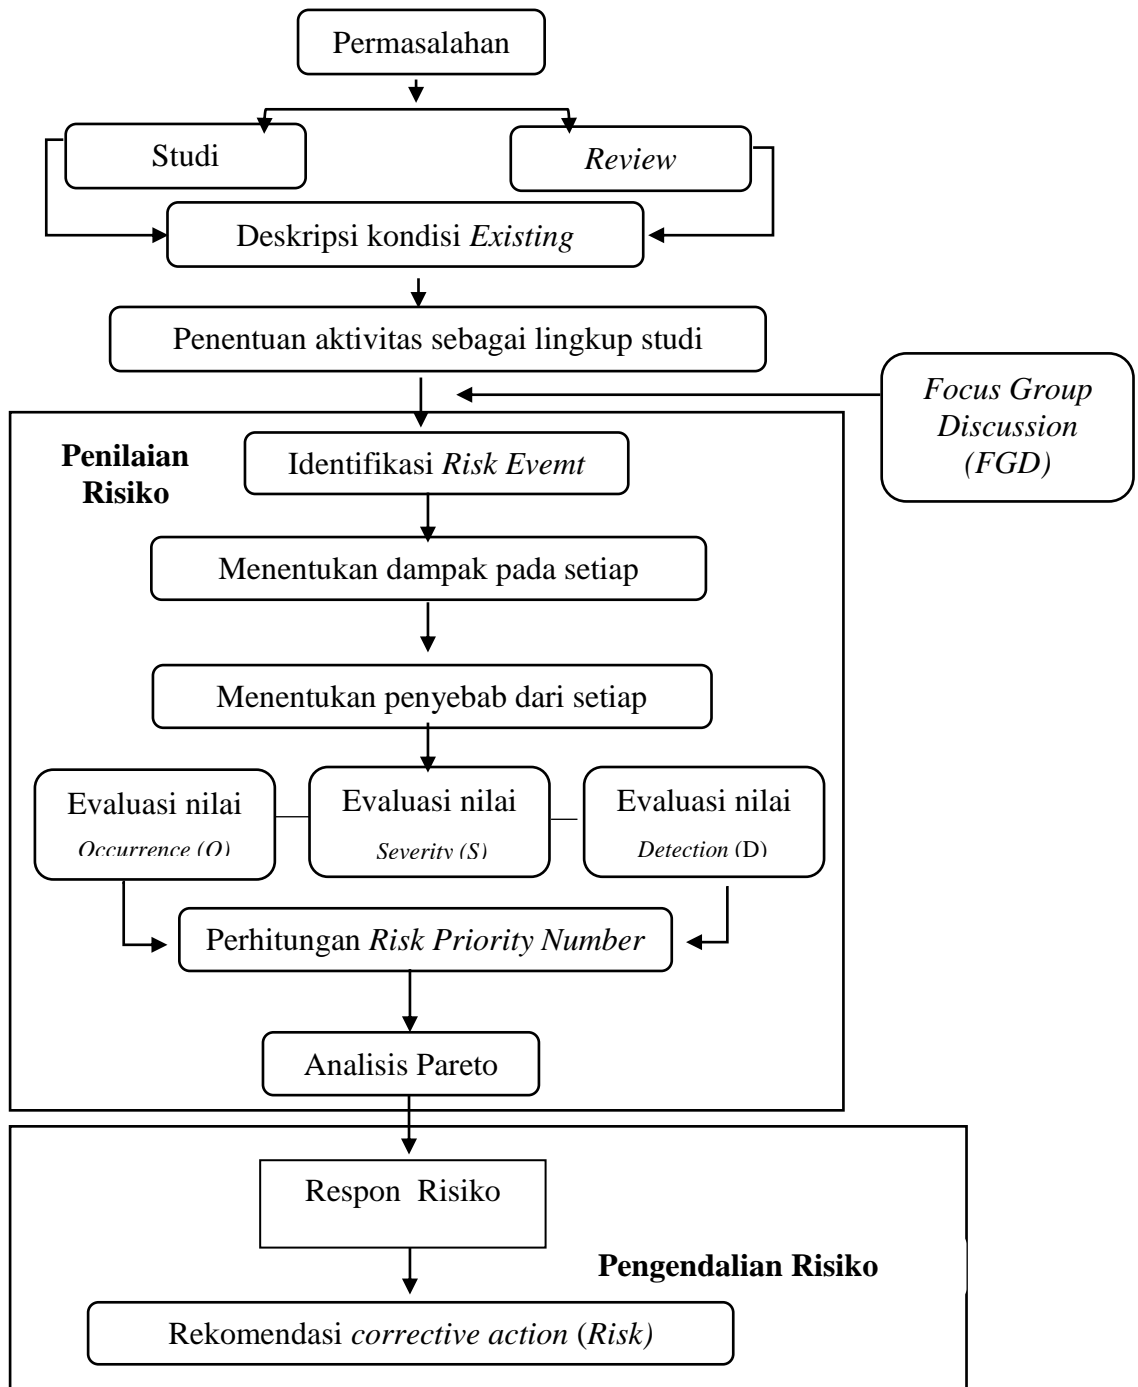 Permasalahan
Studi
Review
Deskripsi kondisi Existing
Penentuan aktivitas sebagai lingkup studi
Focus Group
Discussion
(FGD)
Penilaian
Risiko
Identifikasi Risk Evemt
Menentukan dampak pada setiap
Menentukan penyebab dari setiap
Evaluasi nilai
Occurrence (O)
Evaluasi nilai
Severity (S)
Evaluasi nilai
Detection (D)
Perhitungan Risk Priority Number
Analisis Pareto
Respon  Risiko
Pengendalian Risiko
Rekomendasi corrective action (Risk)